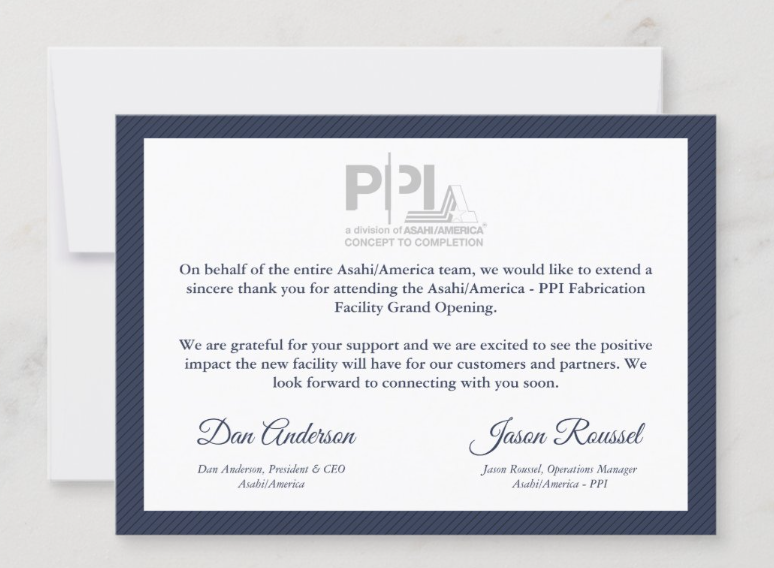 PPI
a division of ASAHI/AMERICA®
CONCEPT TO COMPLETION
On behalf of the entire Asahi/America team, we would like to extend a
sincere thank you for attending the Asahi/America - PPI Fabrication
Facility Grand Opening.
We are grateful for your support and we are excited to see the positive
impact the new facility will have for our customers and partners. We
look forward to connecting with you soon.
Dan Anderson
Jason Roussel
Dan Anderson, President & CEO
Jason Roussel, Operations Manager
Asahi/America
Asahi/America - PPI